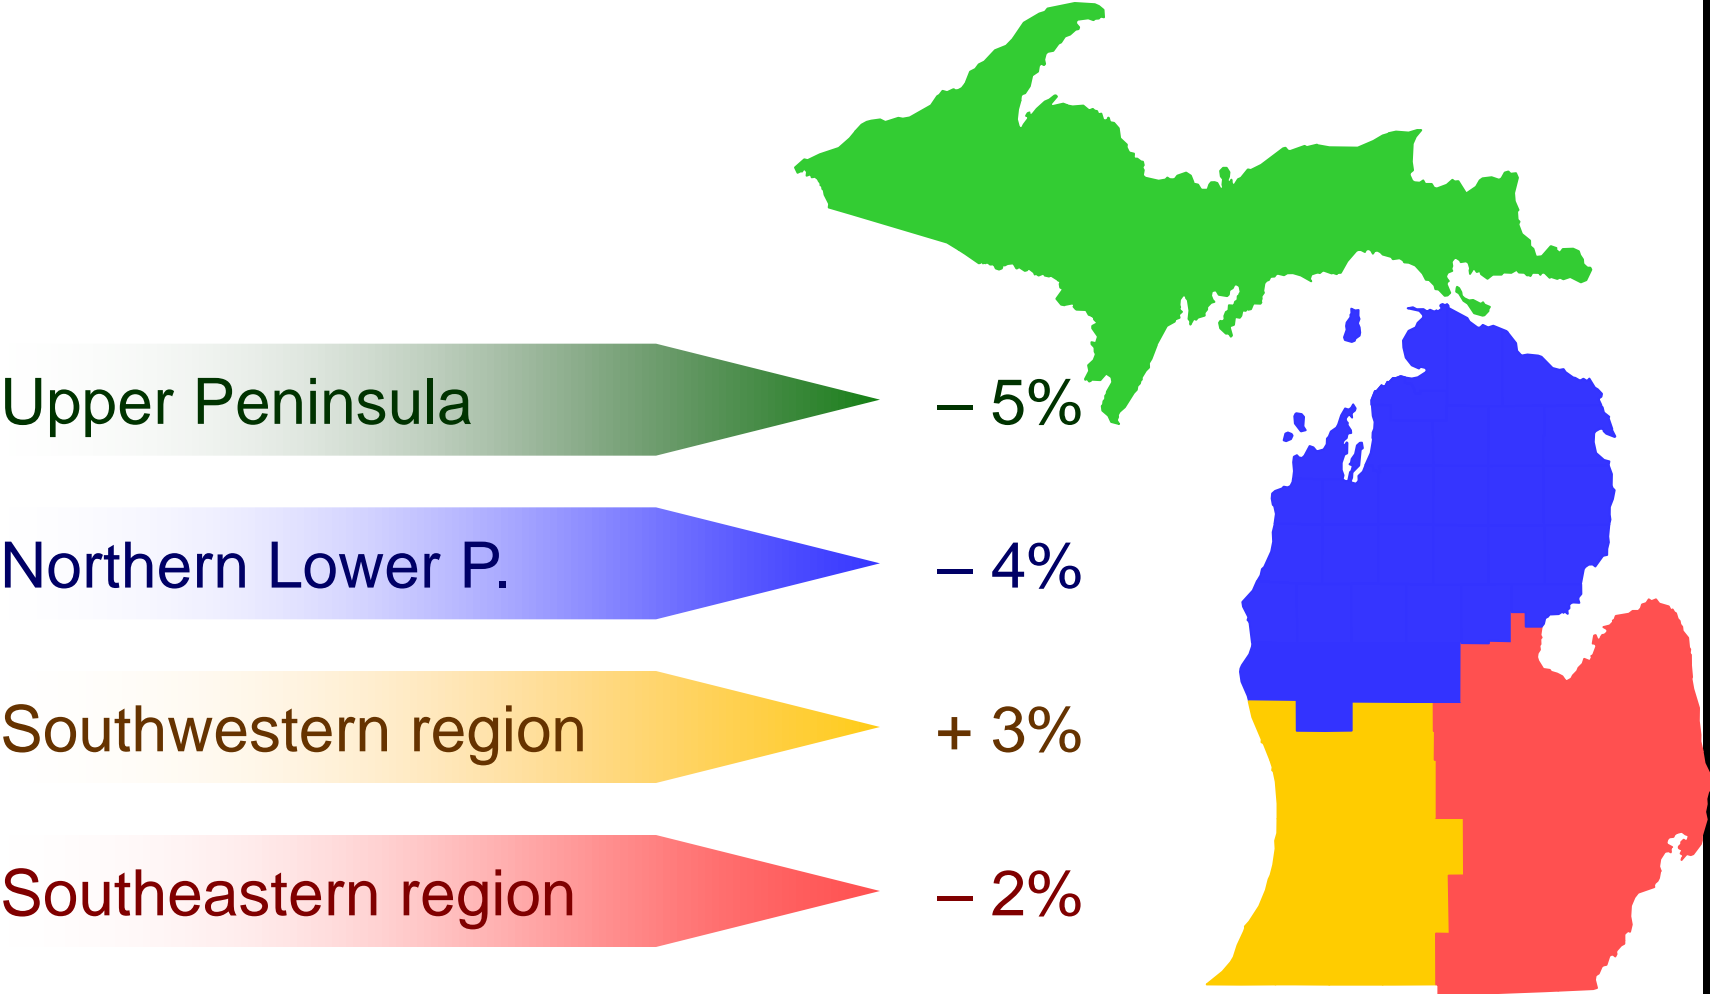 Upper Peninsula – 5%
Northern Lower P. – 4%
Southwestern region + 3%
Southeastern region – 2%